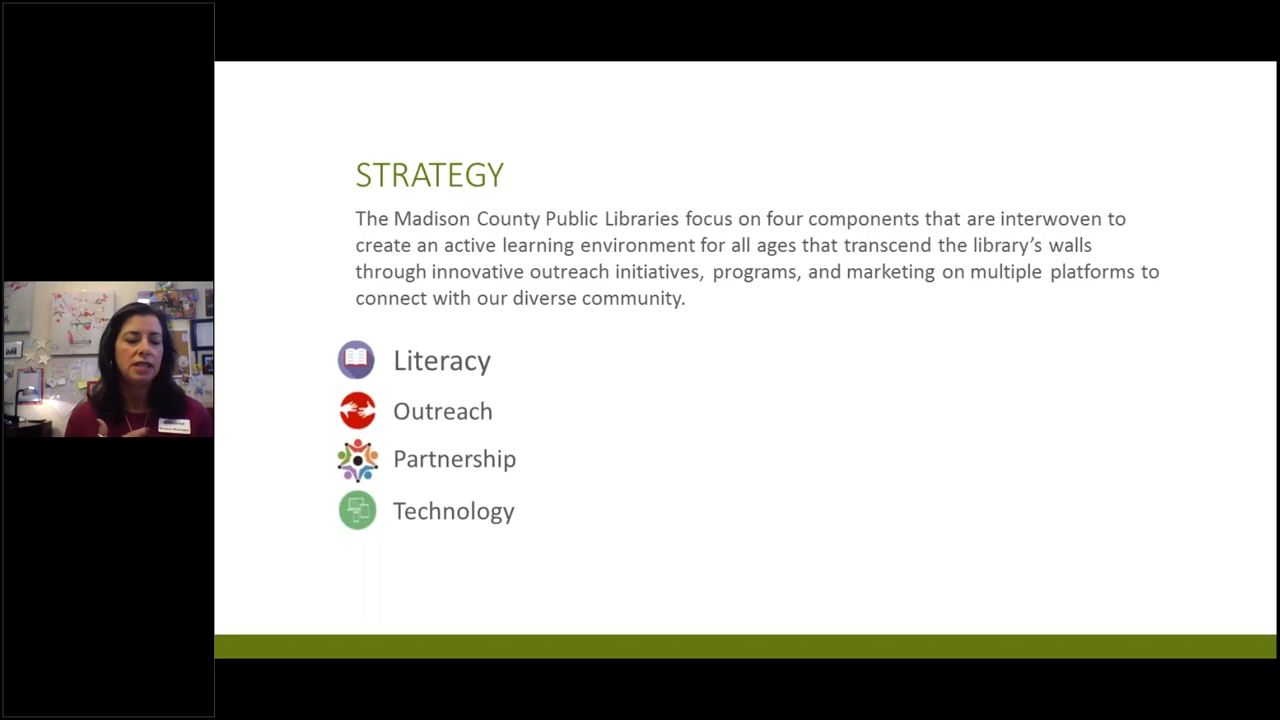 STRATEGY
The Madison County Public Libraries focus on four components that are interwoven to
create an active learning environment for all ages that transcend the library’s walls
through innovative outreach initiatives, programs, and marketing on multiple platforms to
connect with our diverse community.
Literacy
Outreach
Partnership
Technology